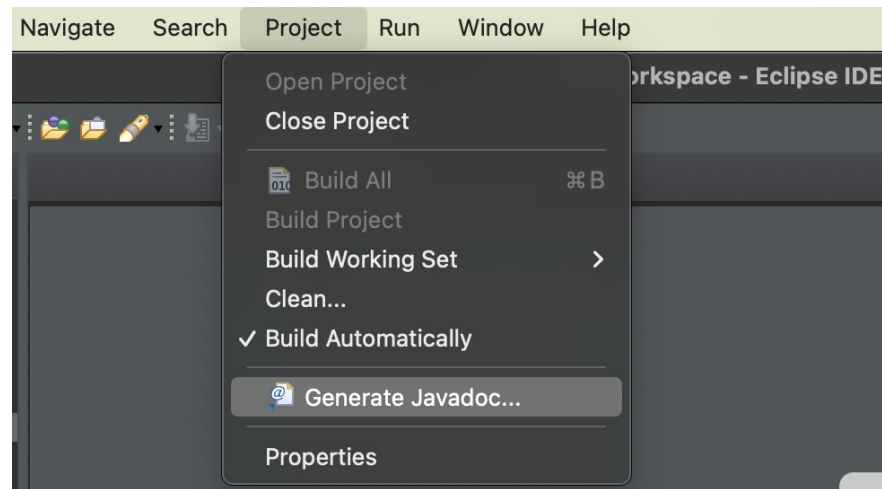 Navigate Search Project Run Window Help
orkspace - Eclipse IDE
Open Project
Close Project
Build All ⌘B
Build Project
Build Working Set
Clean...
✓ Build Automatically
Generate Javadoc...
Properties